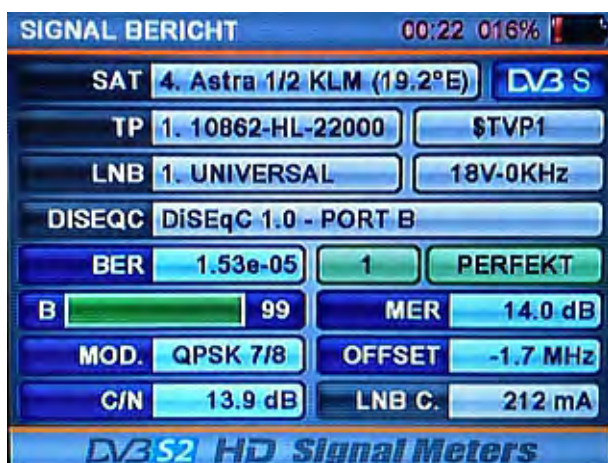 SIGNAL BERICHT 00:22 016%
SAT 4. Astra 1/2 KLM (19.2°E) DVB S
TP 1. 10862-HL-22000 $TVP1
LNB 1. UNIVERSAL 18V-0KHz
DISEQC DiSEqC 1.0 - PORT B
BER 1.53e-05 1 PERFEKT
B 99 MER 14.0 dB
MOD. QPSK 7/8 OFFSET -1.7 MHz
C/N 13.9 dB LNB C. 212 mA
DVB S2 HD Signal Meters